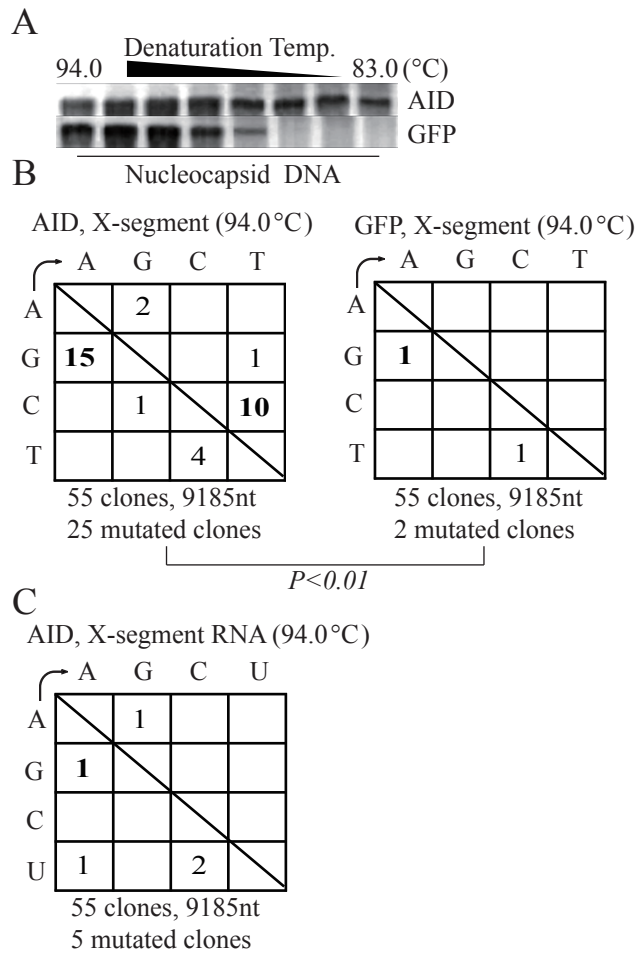 A
Denaturation Temp.
94.0 83.0 (°C)
AID
GFP
Nucleocapsid DNA
B
AID, X-segment (94.0°C)
A G C T
A 2
G 15 1
C 1 10
T 4
55 clones, 9185nt
25 mutated clones
GFP, X-segment (94.0°C)
A G C T
A
G 1
C
T 1
55 clones, 9185nt
2 mutated clones
P<0.01
C
AID, X-segment RNA (94.0°C)
A G C U
A 1
G 1
C
U 1 2
55 clones, 9185nt
5 mutated clones